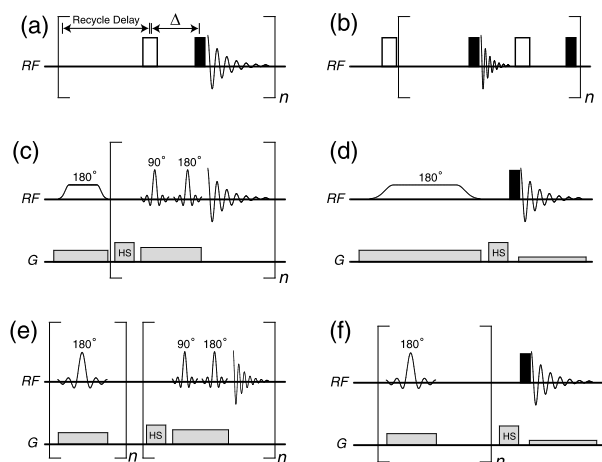 (a)
Recycle Delay
Δ
RF
n
(b)
RF
n
(c)
180°
90°
180°
RF
HS
G
n
(d)
180°
RF
HS
G
(e)
180°
90°
180°
RF
HS
G
n
n
(f)
180°
RF
HS
G
n